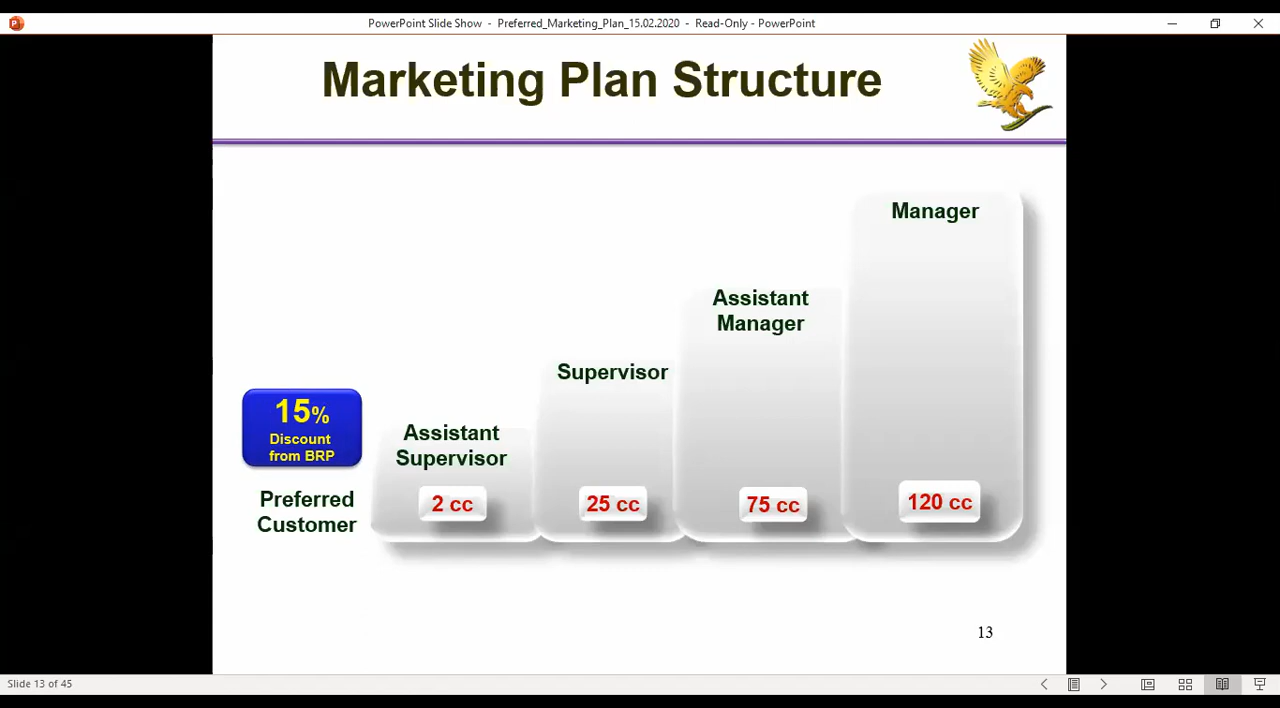 PowerPoint Slide Show - Preferred_Marketing_Plan_15.02.2020 - Read-Only - PowerPoint
Marketing Plan Structure
Manager
Assistant
Manager
Supervisor
Assistant
Supervisor
15%
Discount
from BRP
Preferred
Customer
2 cc
25 cc
75 cc
120 cc
13
Slide 13 of 45